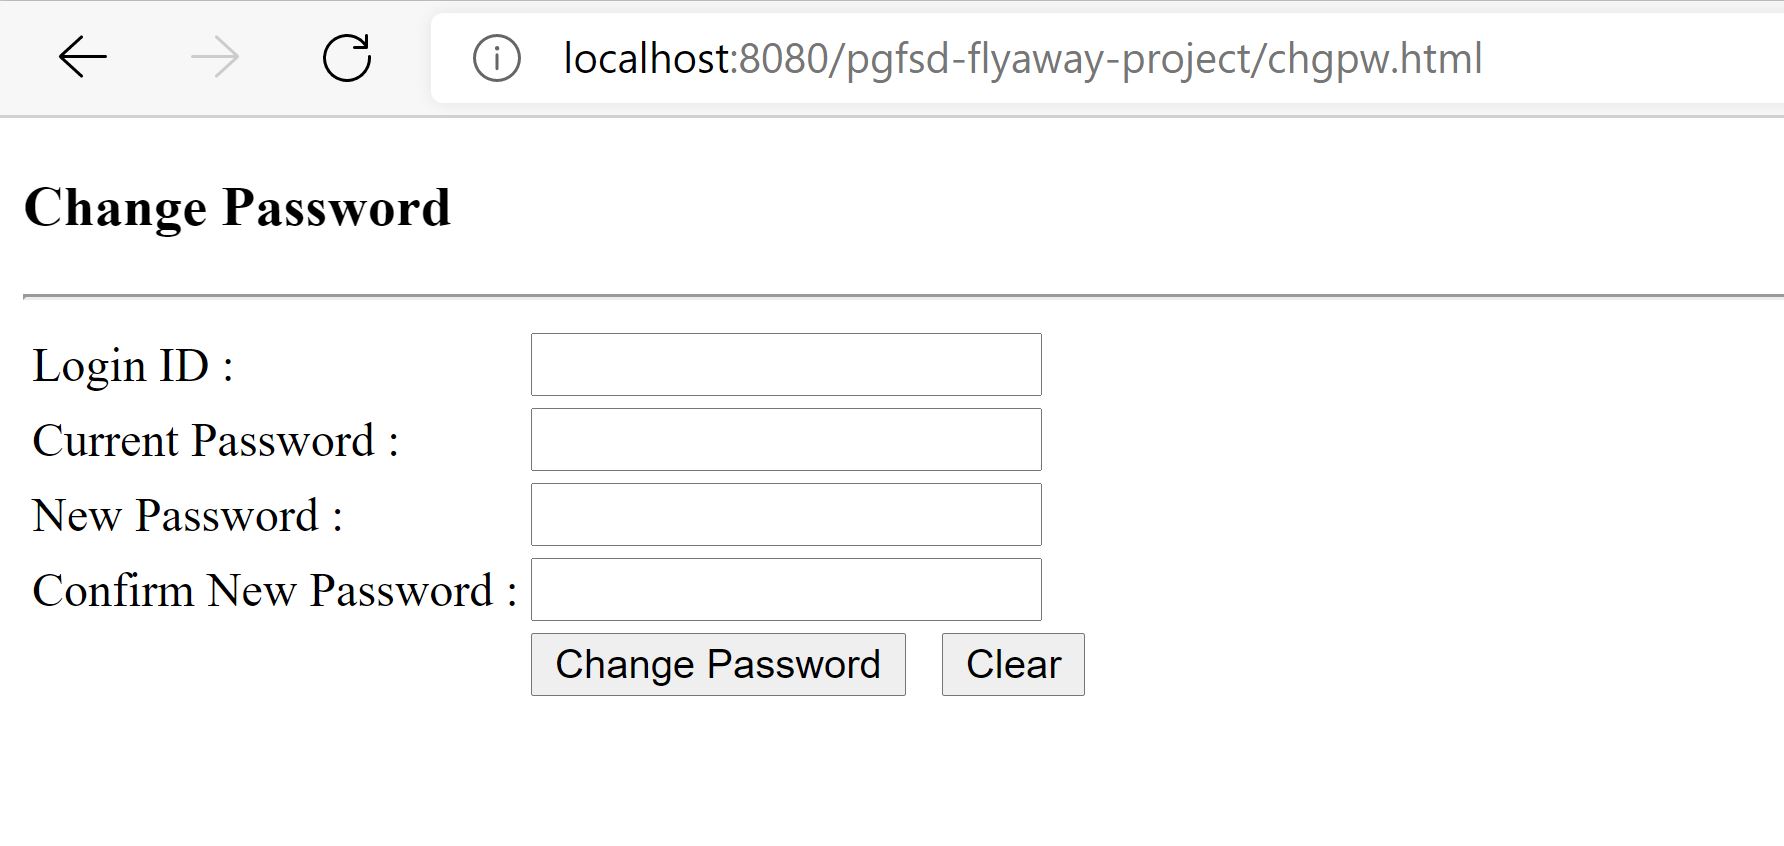 localhost:8080/pgfsd-flyaway-project/chgpw.html
Change Password
Login ID :
Current Password :
New Password :
Confirm New Password :
Change Password Clear